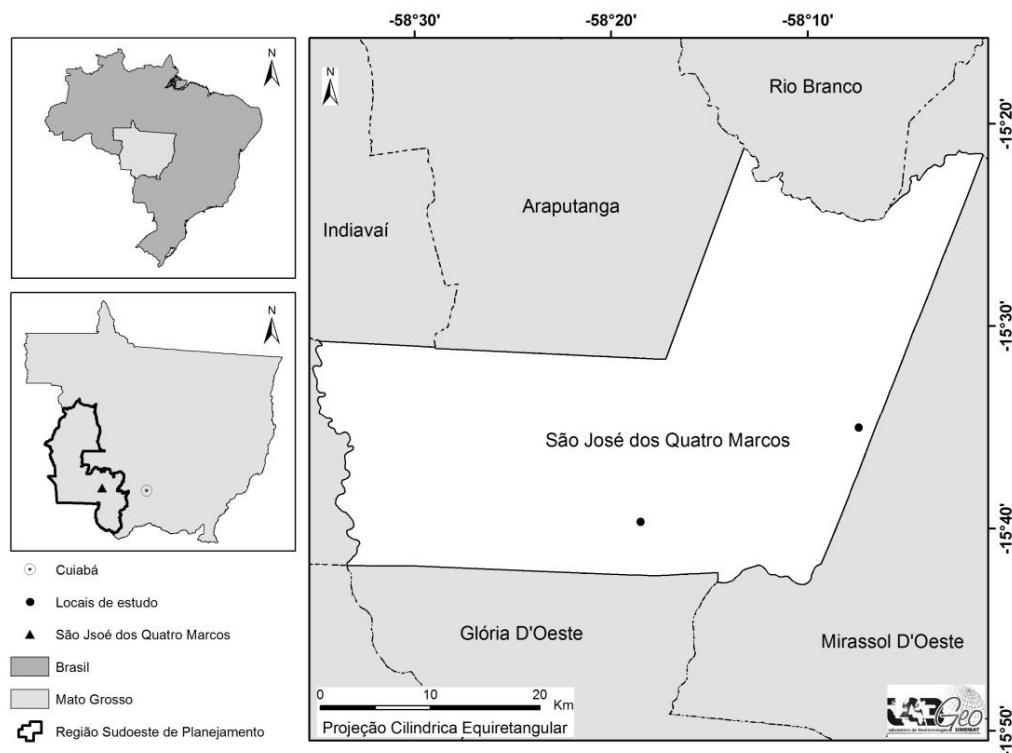 -58°30' -58°20' -58°10'
N
N
N
Rio Branco
-15°20'
Araputanga
Indiavaí
-15°30'
São José dos Quatro Marcos
-15°40'
Cuiabá
Locais de estudo
São Jsoé dos Quatro Marcos
Brasil
Mato Grosso
Região Sudoeste de Planejamento
Glória D'Oeste
Mirassol D'Oeste
0 10 20
Km
Projeção Cilindrica Equiretangular
Geo
UNEMAT
-15°50'